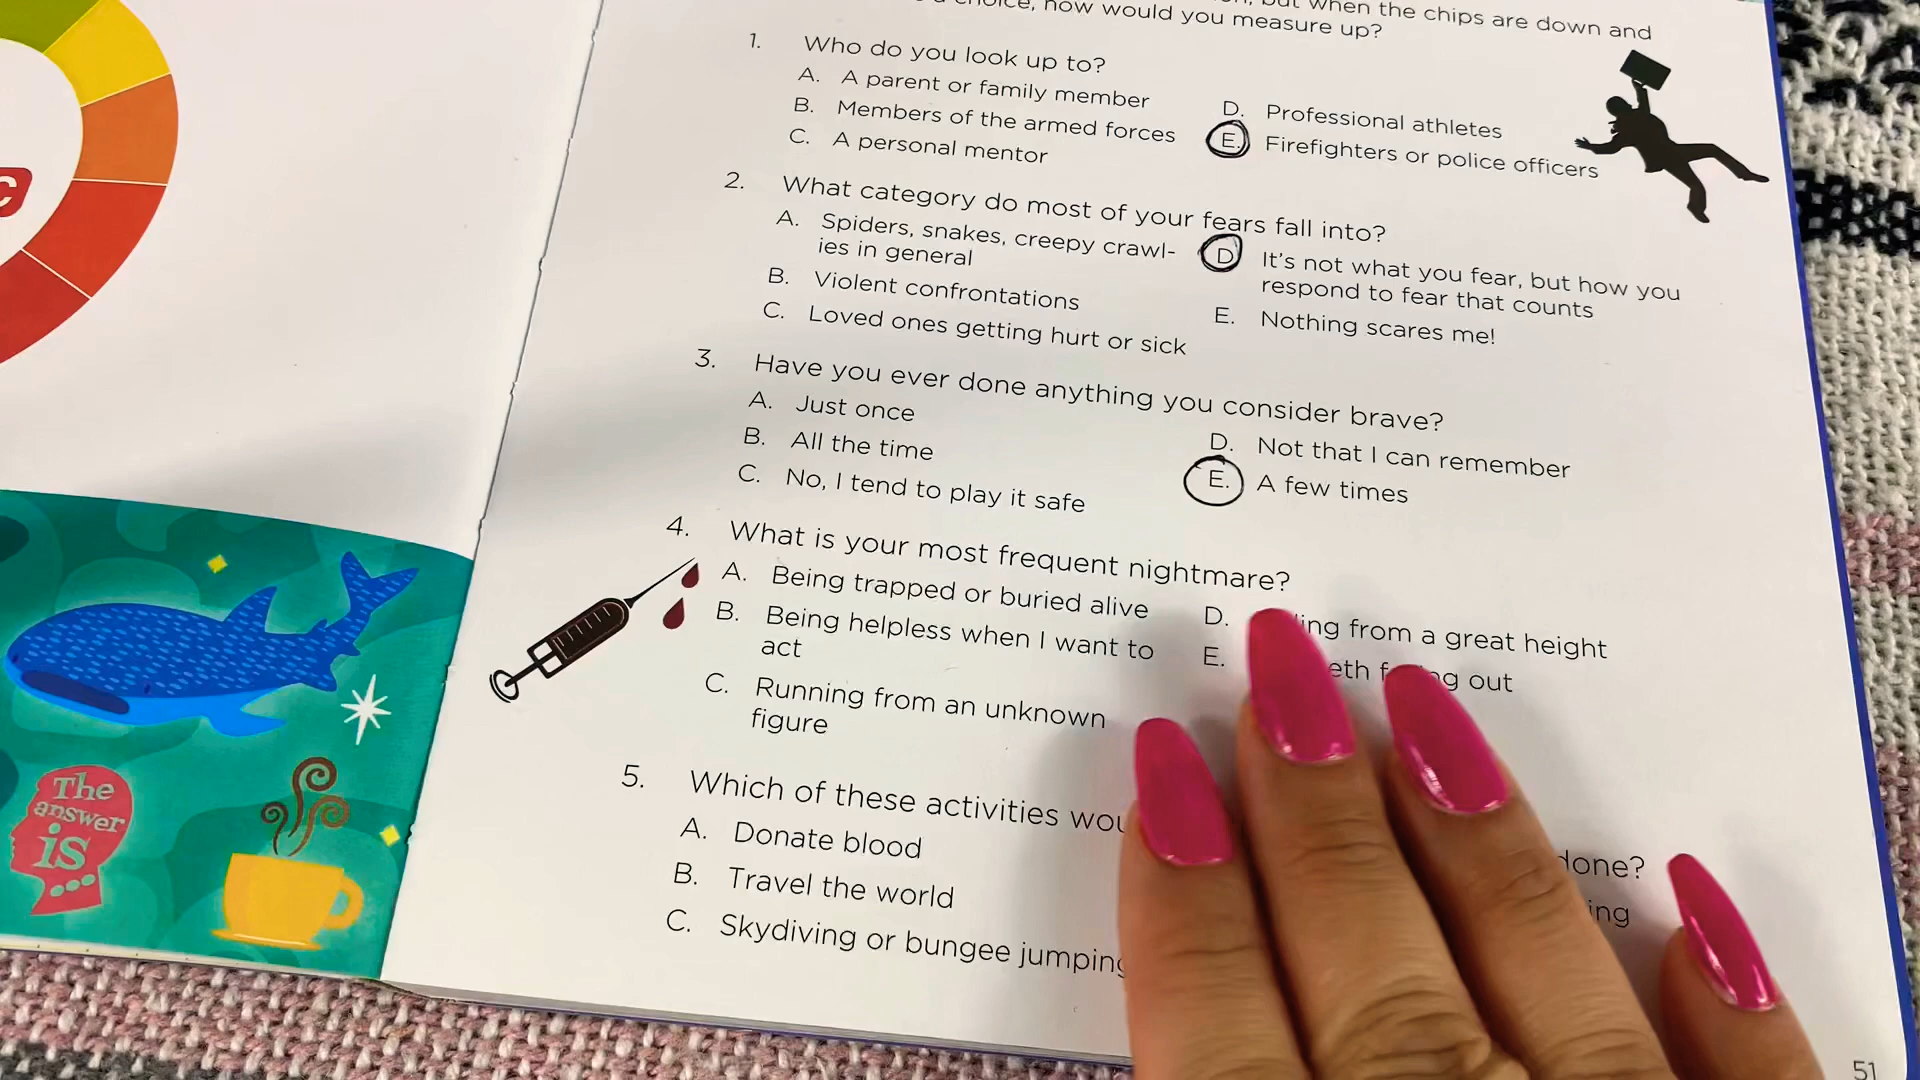 when the chips are down and
how would you measure up?
1. Who do you look up to?
A. A parent or family member
B. Members of the armed forces
C. A personal mentor
D. Professional athletes
E. Firefighters or police officers
2. What category do most of your fears fall into?
A. Spiders, snakes, creepy crawl-
ies in general
B. Violent confrontations
C. Loved ones getting hurt or sick
D It's not what you fear, but how you
respond to fear that counts
E. Nothing scares me!
3. Have you ever done anything you consider brave?
A. Just once
B. All the time
C. No, I tend to play it safe
D. Not that I can remember
E. A few times
4. What is your most frequent nightmare?
A. Being trapped or buried alive
B. Being helpless when I want to
act
C. Running from an unknown
figure
D. from a great height
E. out
5. Which of these activities
A. Donate blood
B. Travel the world
C. Skydiving or bungee jumping
The
answer
is
51